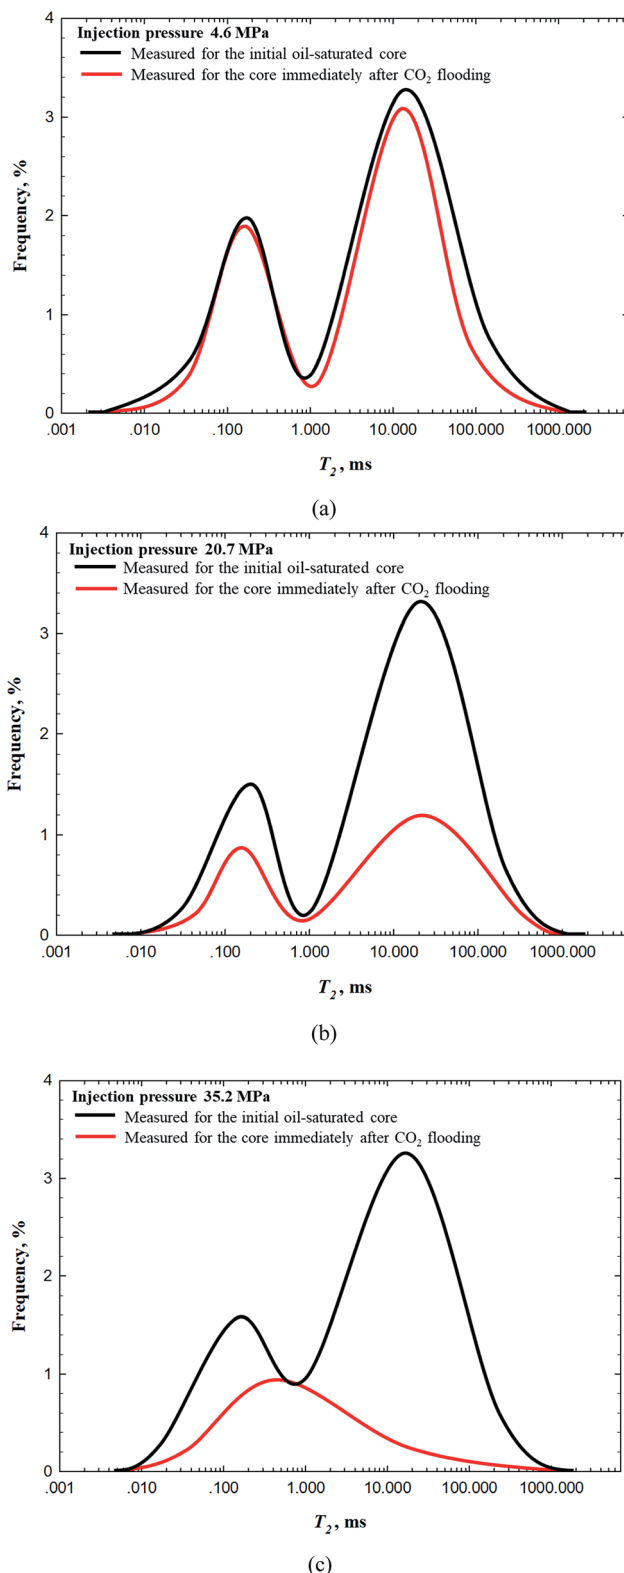 Injection pressure 4.6 MPa
Measured for the initial oil-saturated core
Measured for the core immediately after CO₂ flooding
Frequency, %
4
3
2
1
0
.001 .010 .100 1.000 10.000 100.000 1000.000
T₂, ms
(a)
Injection pressure 20.7 MPa
Measured for the initial oil-saturated core
Measured for the core immediately after CO₂ flooding
Frequency, %
4
3
2
1
0
.001 .010 .100 1.000 10.000 100.000 1000.000
T₂, ms
(b)
Injection pressure 35.2 MPa
Measured for the initial oil-saturated core
Measured for the core immediately after CO₂ flooding
Frequency, %
4
3
2
1
0
.001 .010 .100 1.000 10.000 100.000 1000.000
T₂, ms
(c)